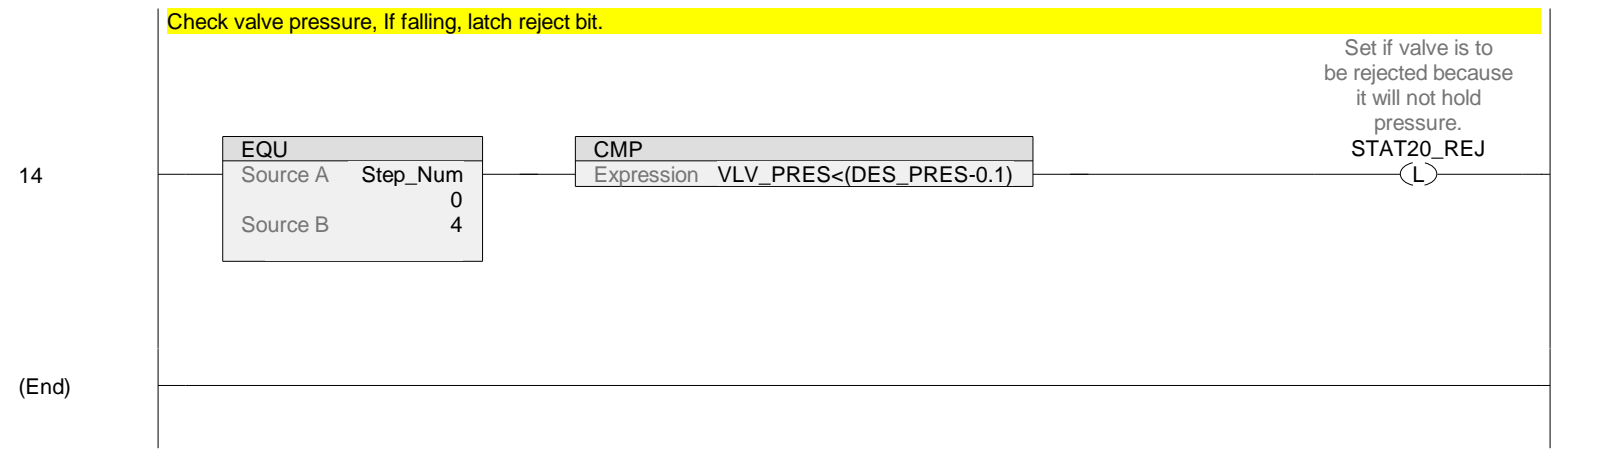 Check valve pressure, If falling, latch reject bit.
Set if valve is to
be rejected because
it will not hold
pressure.
EQU
CMP
STAT20_REJ
14
Source A Step_Num
Expression VLV_PRES<(DES_PRES-0.1)
L
0
Source B 4
(End)